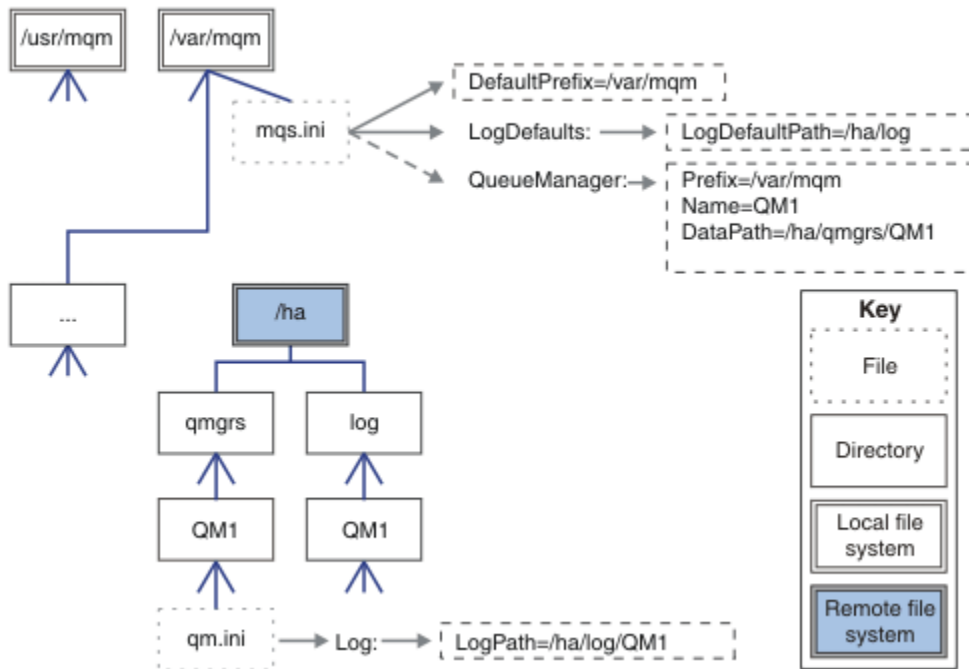 /usr/mqm
/var/mqm
mqs.ini
DefaultPrefix=/var/mqm
LogDefaults:
LogDefaultPath=/ha/log
QueueManager:
Prefix=/var/mqm
Name=QM1
DataPath=/ha/qmgrs/QM1
...
/ha
qmgrs
log
QM1
QM1
qm.ini
Log:
LogPath=/ha/log/QM1
Key
File
Directory
Local file
system
Remote file
system